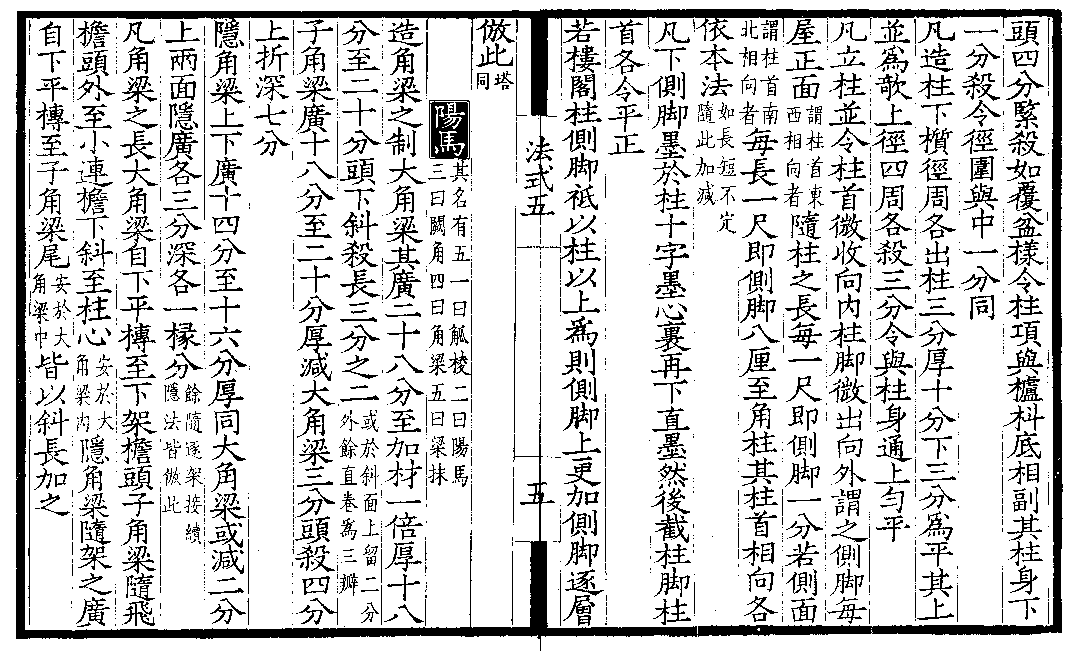 頭四分緊殺如覆盆樣令柱項與櫨枓底相副其柱身下
一分殺令徑圍與中一分同
凡造柱下櫍徑周各出柱三分厚十分下三分為平其上
並為欹上徑四周各殺三分令與柱身通上勻平
凡立柱並令柱首微收向内柱脚微出向外謂之側脚每
屋正面謂柱首東西相向者隨柱之長每一尺即側脚一分若側面
謂柱首南北相向者每長一尺即側脚八厘至角柱其柱首相向各
依本法如長短不定隨此加減
凡下側脚墨於柱十字墨心裏再下直墨然後截柱脚柱
首各令平正
若樓閣柱側脚祗以柱以上為則側脚上更加側脚逐層
倣此塔同
法式五 五
陽馬其名有五一曰觚稜二曰陽馬三曰闕角四曰角梁五曰梁抹
造角梁之制大角梁其廣二十八分至加材一倍厚十八
分至二十分頭下斜殺長三分之二或於斜面上留二分外餘直卷為三瓣
子角梁廣十八分至二十分厚減大角梁三分頭殺四分
上折深七分
隱角梁上下廣十四分至十六分厚同大角梁或減二分
上兩面隱廣各三分深各一椽分餘隨逐架接續隱法皆倣此
凡角梁之長大角梁自下平槫至下架檐頭子角梁隨飛
檐頭外至小連檐下斜至柱心安於大角梁内隱角梁隨架之廣
自下平槫至子角梁尾安於大角梁中皆以斜長加之